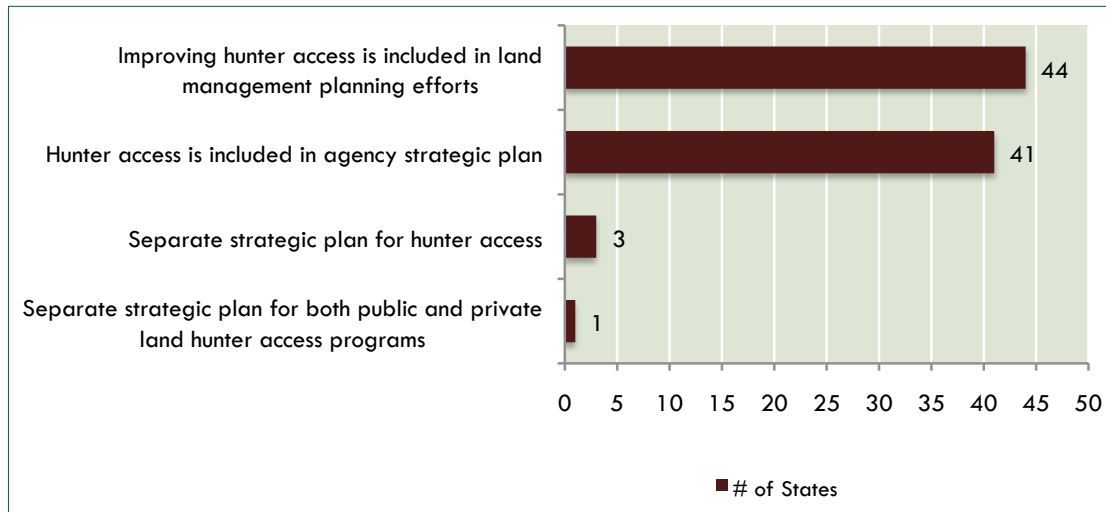 Improving hunter access is included in land
management planning efforts
44
Hunter access is included in agency strategic plan
41
Separate strategic plan for hunter access
3
Separate strategic plan for both public and private
land hunter access programs
1
0 5 10 15 20 25 30 35 40 45 50
# of States